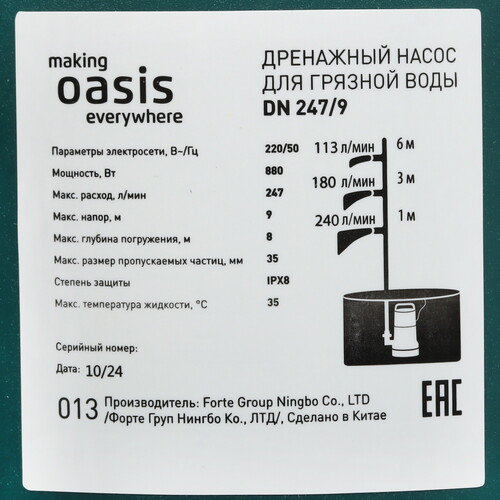 making
oasis
everywhere
ДРЕНАЖНЫЙ НАСОС
ДЛЯ ГРЯЗНОЙ ВОДЫ
DN 247/9
Параметры электросети, В~/Гц 220/50
Мощность, Вт 880
Макс. расход, л/мин 247
Макс. напор, м 9
Макс. глубина погружения, м 8
Макс. размер пропускаемых частиц, мм 35
Степень защиты IPX8
Макс. температура жидкости, °C 35
113 л/мин 6 м
180 л/мин 3 м
240 л/мин 1 м
Серийный номер:
Дата: 10/24
013 Производитель: Forte Group Ningbo Co., LTD
/Форте Груп Нингбо Ко., ЛТД/, Сделано в Китае
EAC